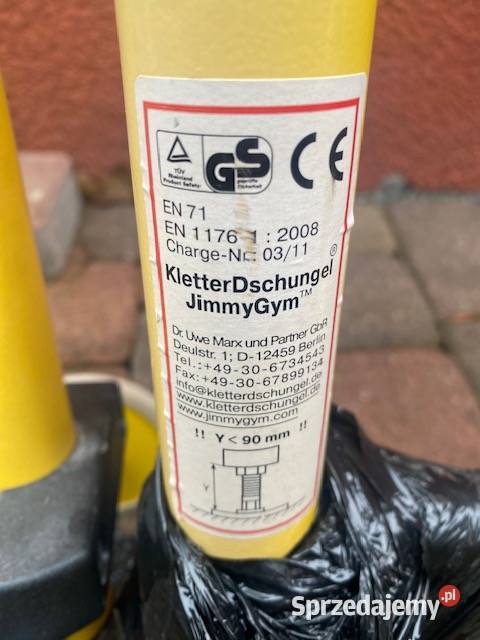 TÜV
Rheinland
Product Safety
GS
geprüfte
Sicherheit
CE
EN 71
EN 1176-1 : 2008
Charge-Nr.: 03/11
KletterDschungel®
JimmyGym™
Dr. Uwe Marx und Partner GbR
Deulstr. 1; D-12459 Berlin
Tel.:+49-30-6734543
Fax:+49-30-67899134
info@kletterdschungel.de
www.kletterdschungel.de
www.jimmygym.com
!! Y < 90 mm !!
Y
Sprzedajemy.pl